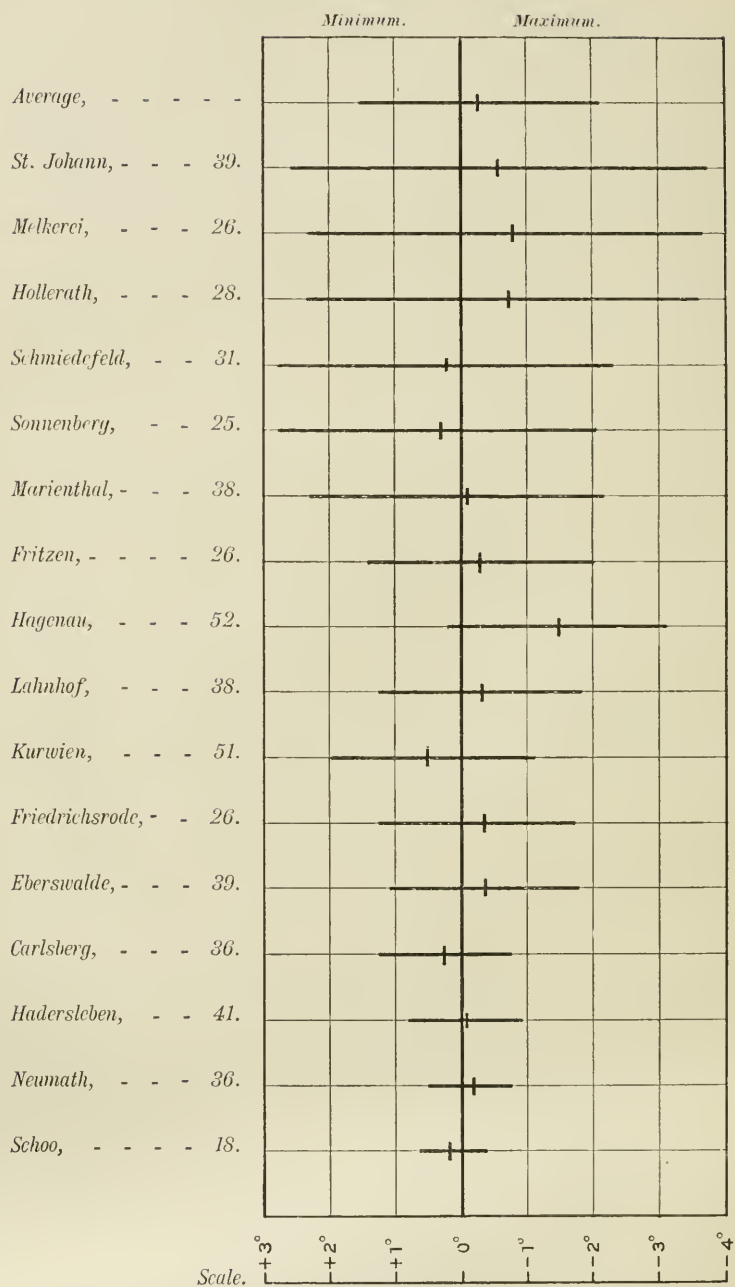 Minimum. Maximum.
Average, - - - - -
St. Johann, - - - 39.
Melkerei, - - - 26.
Hollerath, - - - 28.
Schmiedefeld, - - 31.
Sonnenberg, - - 25.
Marienthal, - - - 38.
Fritzen, - - - - 26.
Hagenau, - - - 52.
Lahnhof, - - - 38.
Kurwien, - - - 51.
Friedrichsrode, - - 26.
Eberswalde, - - - 39.
Carlsberg, - - - 36.
Hadersleben, - - 41.
Neumath, - - - 36.
Schoo, - - - - 18.
Scale. +3° +2° +1° 0° -1° -2° -3° -4°